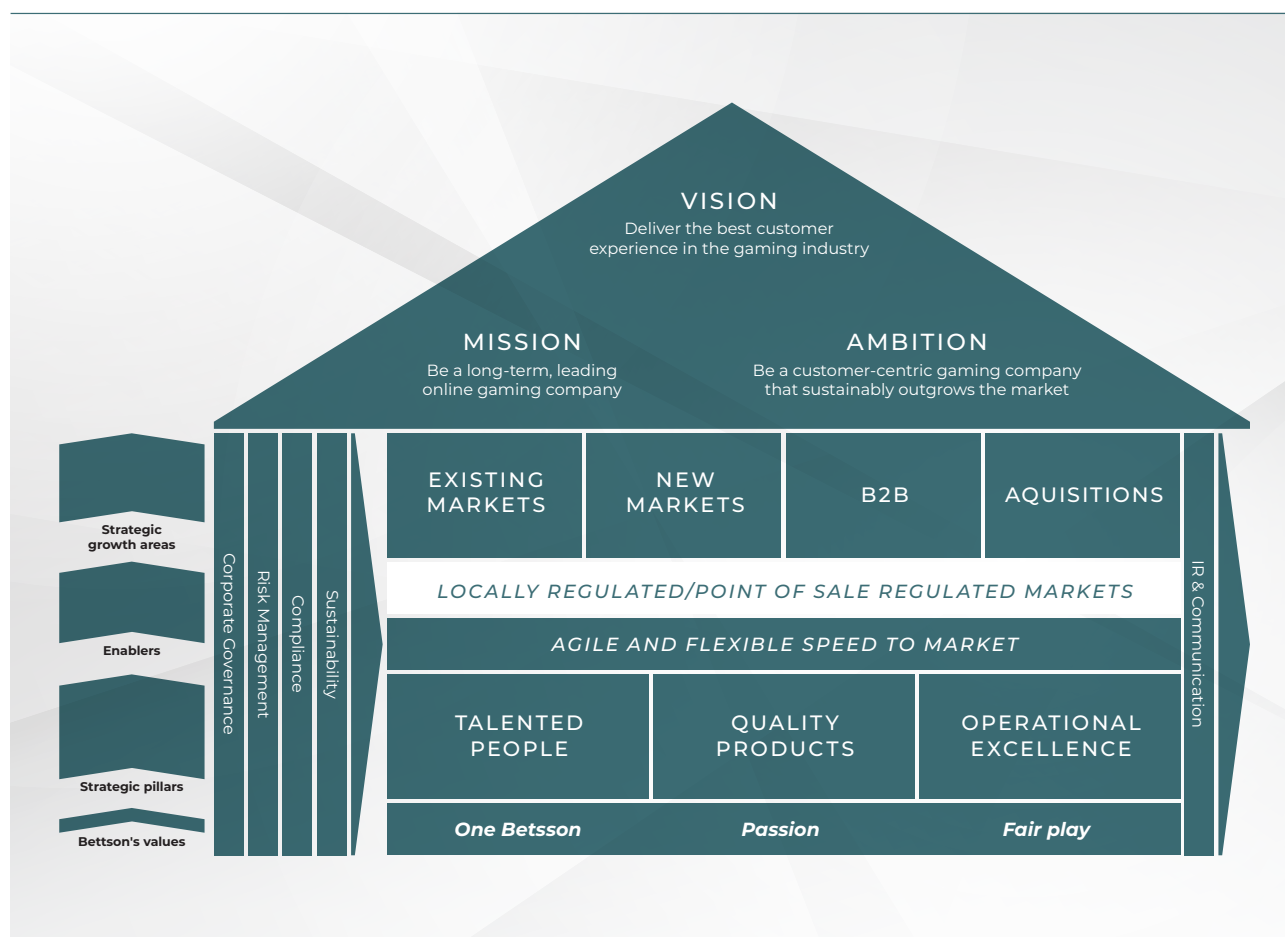 VISION
Deliver the best customer
experience in the gaming industry
MISSION
Be a long-term, leading
online gaming company
AMBITION
Be a customer-centric gaming company
that sustainably outgrows the market
Strategic
growth areas
Enablers
Strategic pillars
Bettson's values
Corporate Governance
Risk Management
Compliance
Sustainability
EXISTING
MARKETS
NEW
MARKETS
B2B
AQUISITIONS
LOCALLY REGULATED/POINT OF SALE REGULATED MARKETS
AGILE AND FLEXIBLE SPEED TO MARKET
TALENTED
PEOPLE
QUALITY
PRODUCTS
OPERATIONAL
EXCELLENCE
One Betsson
Passion
Fair play
IR & Communication